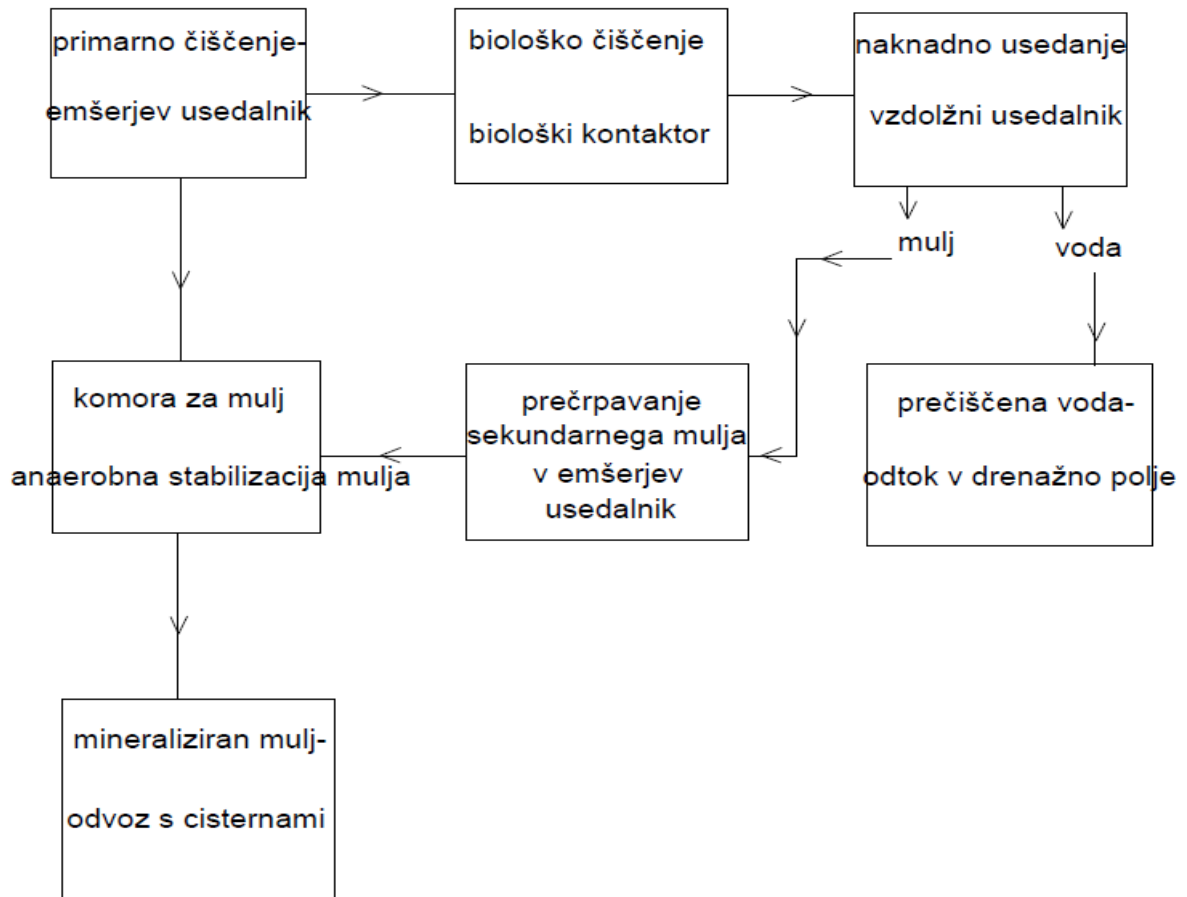 primarno čiščenje-
emšerjev usedalnik
biološko čiščenje
biološki kontaktor
naknadno usedanje
vzdolžni usedalnik
mulj
voda
komora za mulj
anaerobna stabilizacija mulja
prečrpavanje
sekundarnega mulja
v emšerjev
usedalnik
prečiščena voda-
odtok v drenažno polje
mineraliziran mulj-
odvoz s cisternami